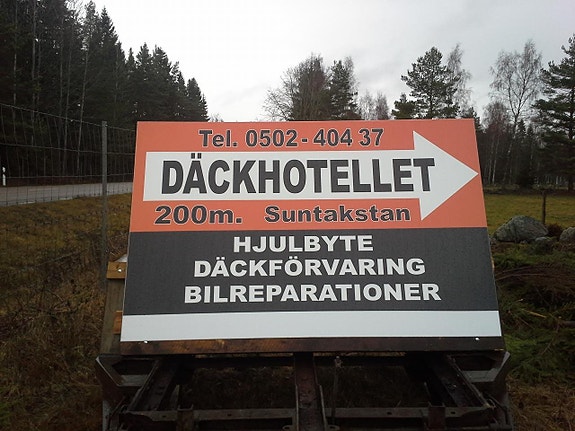 Tel. 0502-404 37
DÄCKHOTELLET
200m. Suntakstan
HJULBYTE
DÄCKFÖRVARING
BILREPARATIONER